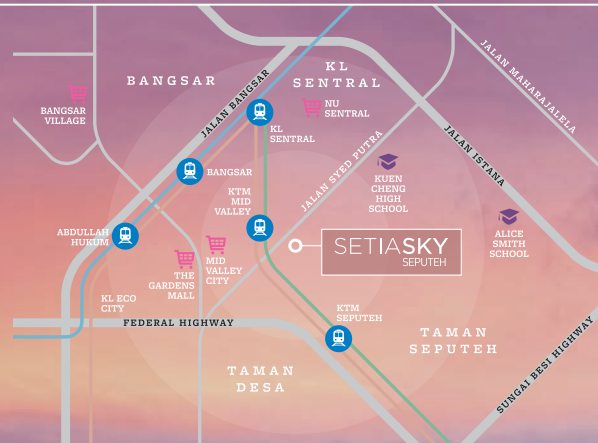 BANGSAR
KL
SENTRAL
JALAN MAHARAJALELA
BANGSAR
VILLAGE
JALAN BANGSAR
NU
SENTRAL
KL
SENTRAL
JALAN ISTANA
JALAN SYED PUTRA
BANGSAR
KUEN
CHENG
HIGH
SCHOOL
KTM
MID
VALLEY
ABDULLAH
HUKUM
ALICE
SMITH
SCHOOL
SETIASKY
SEPUTEH
MID
VALLEY
CITY
THE
GARDENS
MALL
KL ECO
CITY
FEDERAL HIGHWAY
KTM
SEPUTEH
TAMAN
SEPUTEH
SUNGAI BESI HIGHWAY
TAMAN
DESA